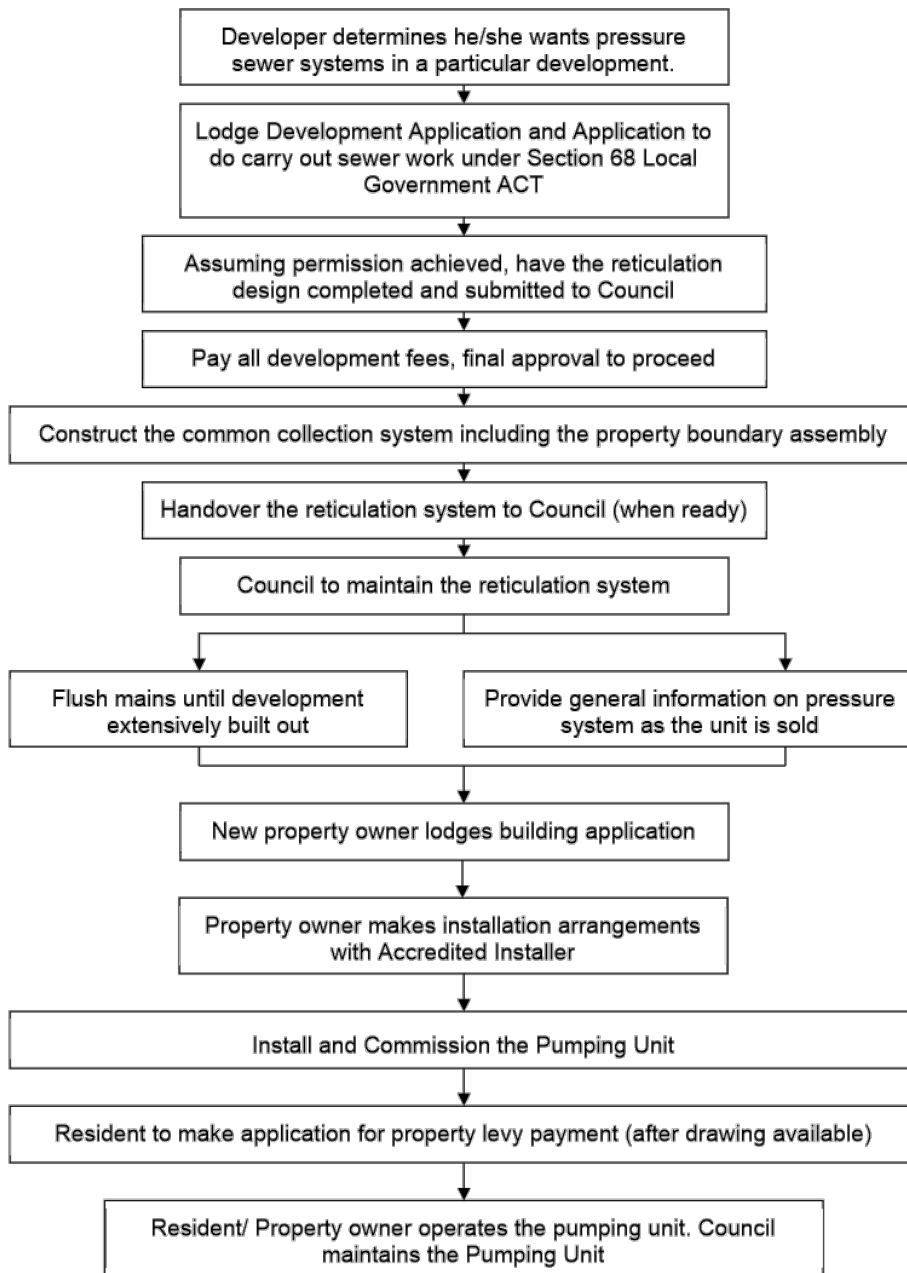 Developer determines he/she wants pressure
sewer systems in a particular development.
Lodge Development Application and Application to
do carry out sewer work under Section 68 Local
Government ACT
Assuming permission achieved, have the reticulation
design completed and submitted to Council
Pay all development fees, final approval to proceed
Construct the common collection system including the property boundary assembly
Handover the reticulation system to Council (when ready)
Council to maintain the reticulation system
Flush mains until development
extensively built out
Provide general information on pressure
system as the unit is sold
New property owner lodges building application
Property owner makes installation arrangements
with Accredited Installer
Install and Commission the Pumping Unit
Resident to make application for property levy payment (after drawing available)
Resident/ Property owner operates the pumping unit. Council
maintains the Pumping Unit